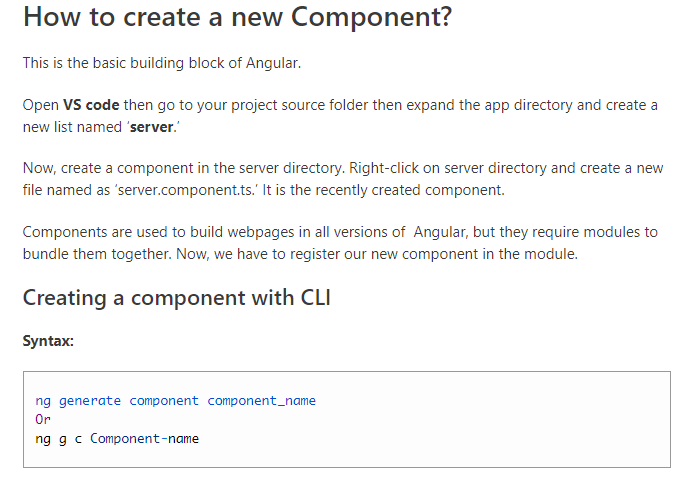 How to create a new Component?
This is the basic building block of Angular.
Open VS code then go to your project source folder then expand the app directory and create a
new list named 'server.'
Now, create a component in the server directory. Right-click on server directory and create a new
file named as 'server.component.ts.' It is the recently created component.
Components are used to build webpages in all versions of  Angular, but they require modules to
bundle them together. Now, we have to register our new component in the module.
Creating a component with CLI
Syntax:
ng generate component component_name
Or
ng g c Component-name